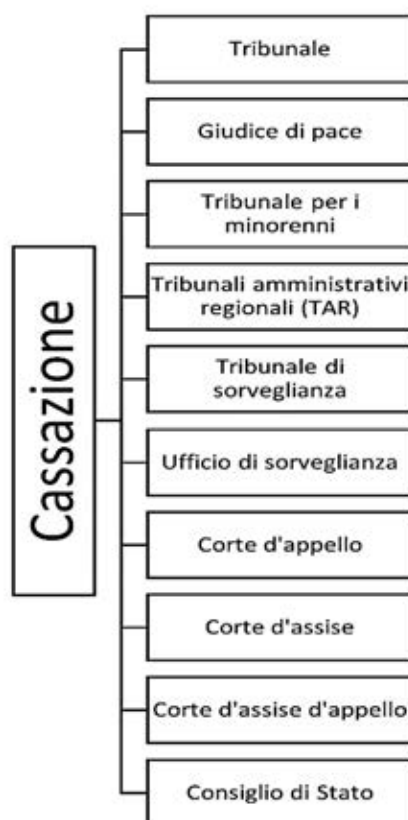 Cassazione
Tribunale
Giudice di pace
Tribunale per i
minorenni
Tribunali amministrativi
regionali (TAR)
Tribunale di
sorveglianza
Ufficio di sorveglianza
Corte d'appello
Corte d'assise
Corte d'assise d'appello
Consiglio di Stato